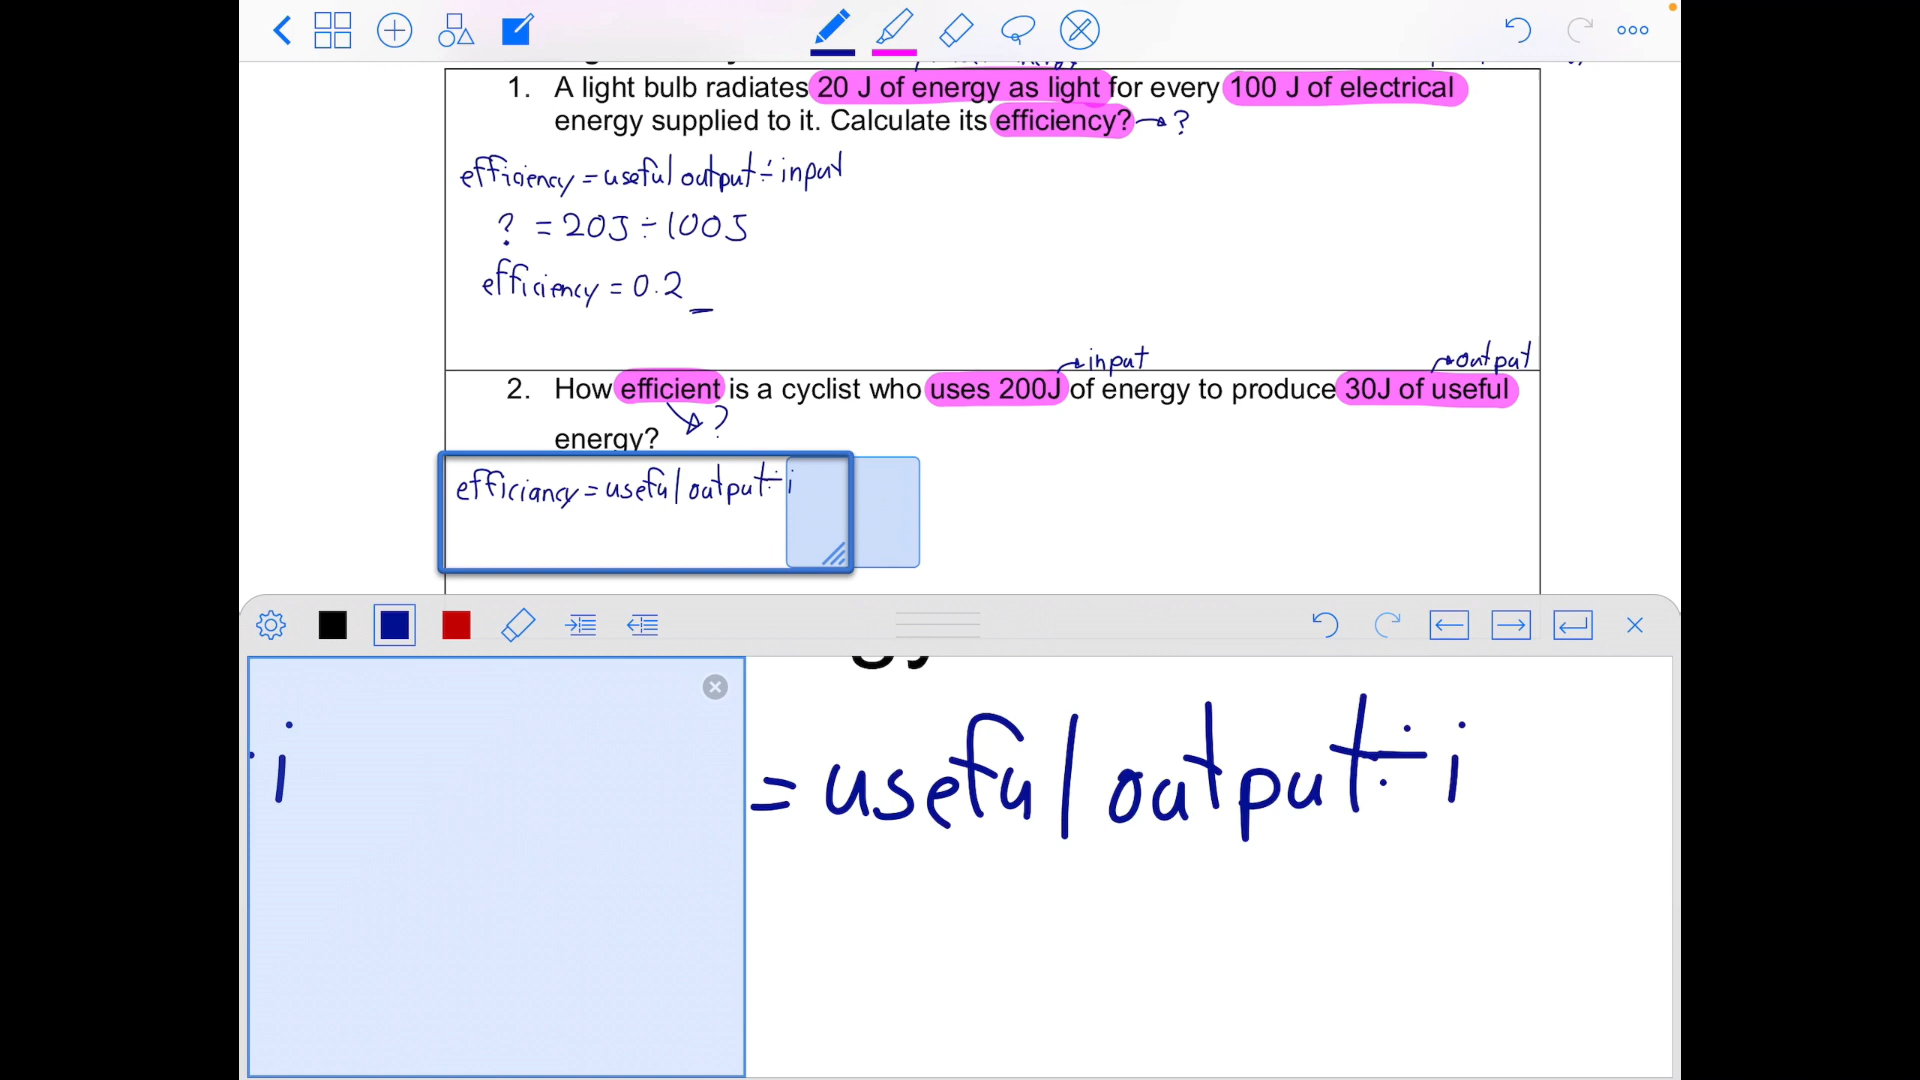 1. A light bulb radiates 20 J of energy as light for every 100 J of electrical
energy supplied to it. Calculate its efficiency? → ?
efficiency = useful output ÷ input
? = 20J ÷ 100J
efficiency = 0.2
input
output
2. How efficient is a cyclist who uses 200J of energy to produce 30J of useful
?
energy?
efficiancy = useful output ÷ i
i
= useful output ÷ i